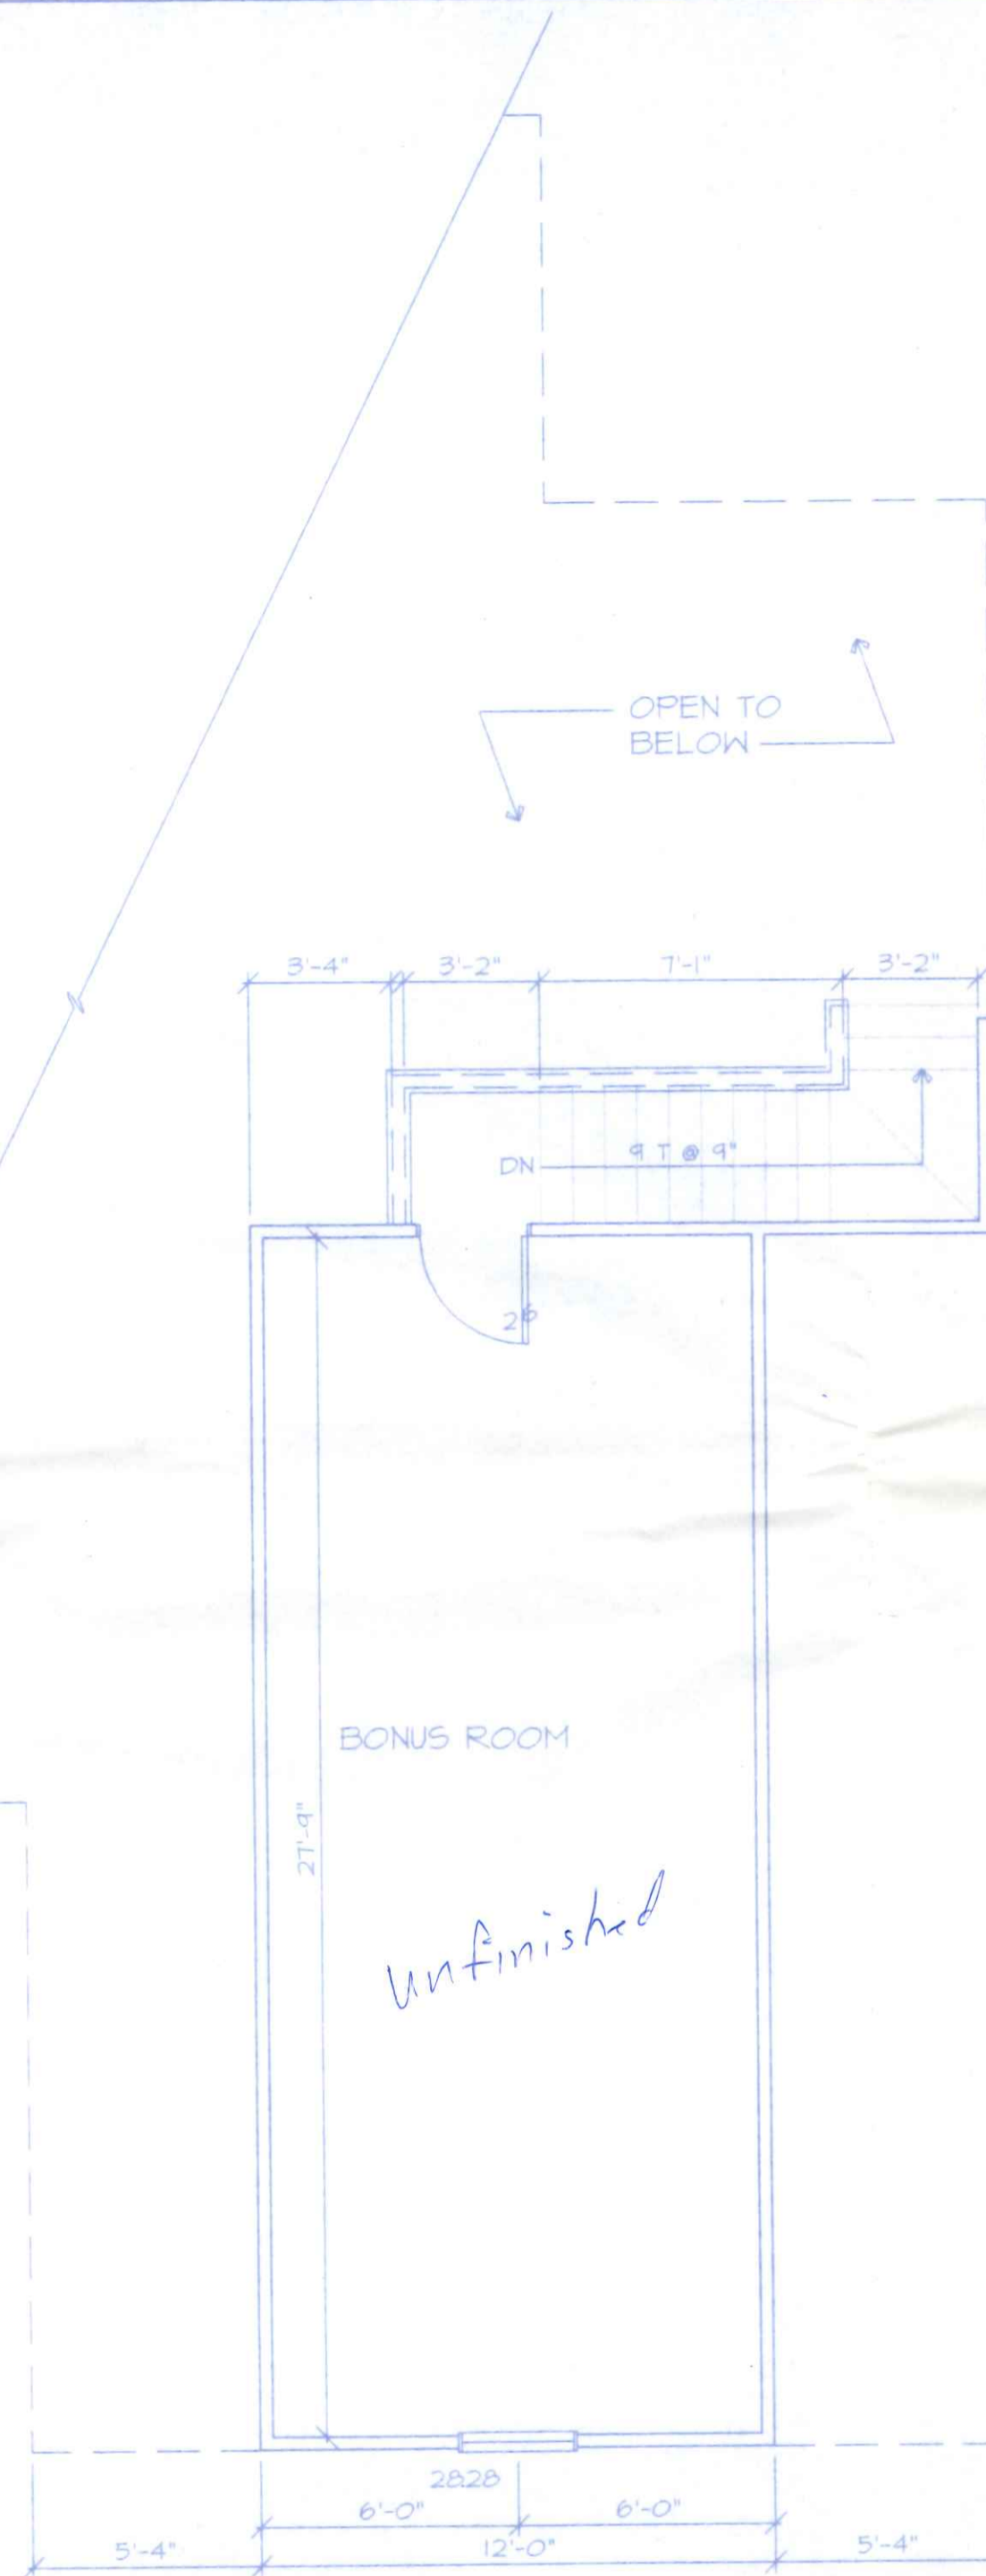 OPEN TO
BELOW
3'-4" 3'-2" 7'-1" 3'-2"
DN 9 T @ 9"
26
BONUS ROOM
27'-9"
unfinished
2828
6'-0" 6'-0"
5'-4" 12'-0" 5'-4"